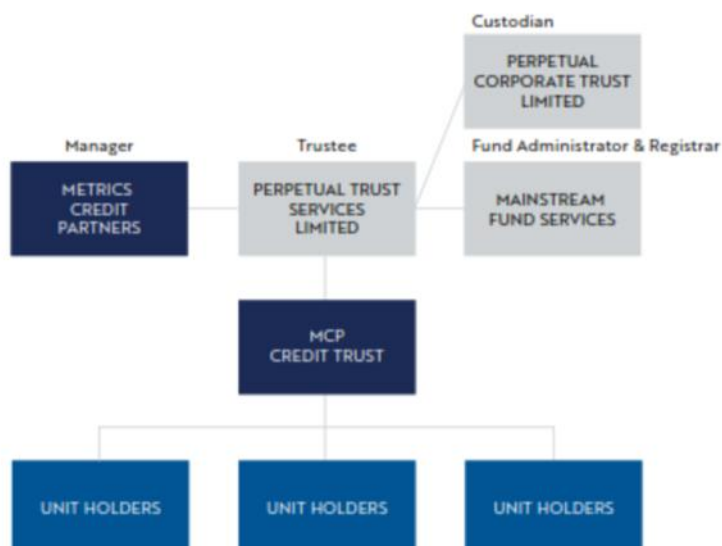 Custodian
PERPETUAL
CORPORATE TRUST
LIMITED
Manager
Trustee
Fund Administrator & Registrar
METRICS
CREDIT
PARTNERS
PERPETUAL TRUST
SERVICES
LIMITED
MAINSTREAM
FUND SERVICES
MCP
CREDIT TRUST
UNIT HOLDERS
UNIT HOLDERS
UNIT HOLDERS